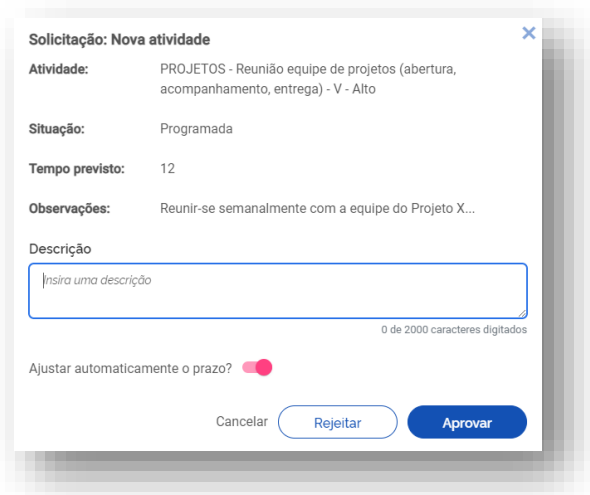 Solicitação: Nova atividade
Atividade: PROJETOS - Reunião equipe de projetos (abertura,
acompanhamento, entrega) - V - Alto
Situação: Programada
Tempo previsto: 12
Observações: Reunir-se semanalmente com a equipe do Projeto X...
Descrição
Insira uma descrição
0 de 2000 caracteres digitados
Ajustar automaticamente o prazo?
Cancelar Rejeitar Aprovar